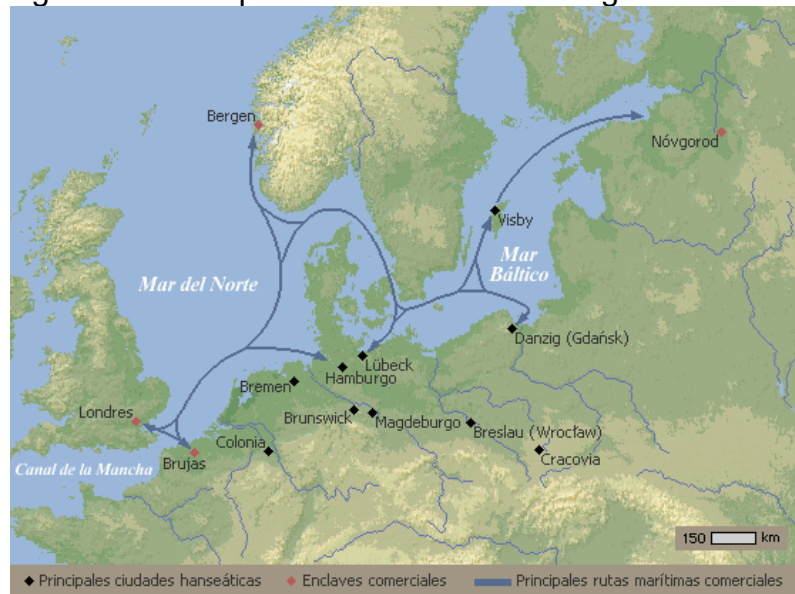 Bergen
Nóvgorod
Visby
Mar
Báltico
Mar del Norte
Danzig (Gdańsk)
Lübeck
Hamburgo
Bremen
Londres
Brunswick
Magdeburgo
Breslau (Wrocław)
Colonia
Cracovia
Canal de la Mancha
Brujas
150 km
Principales ciudades hanseáticas
Enclaves comerciales
Principales rutas marítimas comerciales